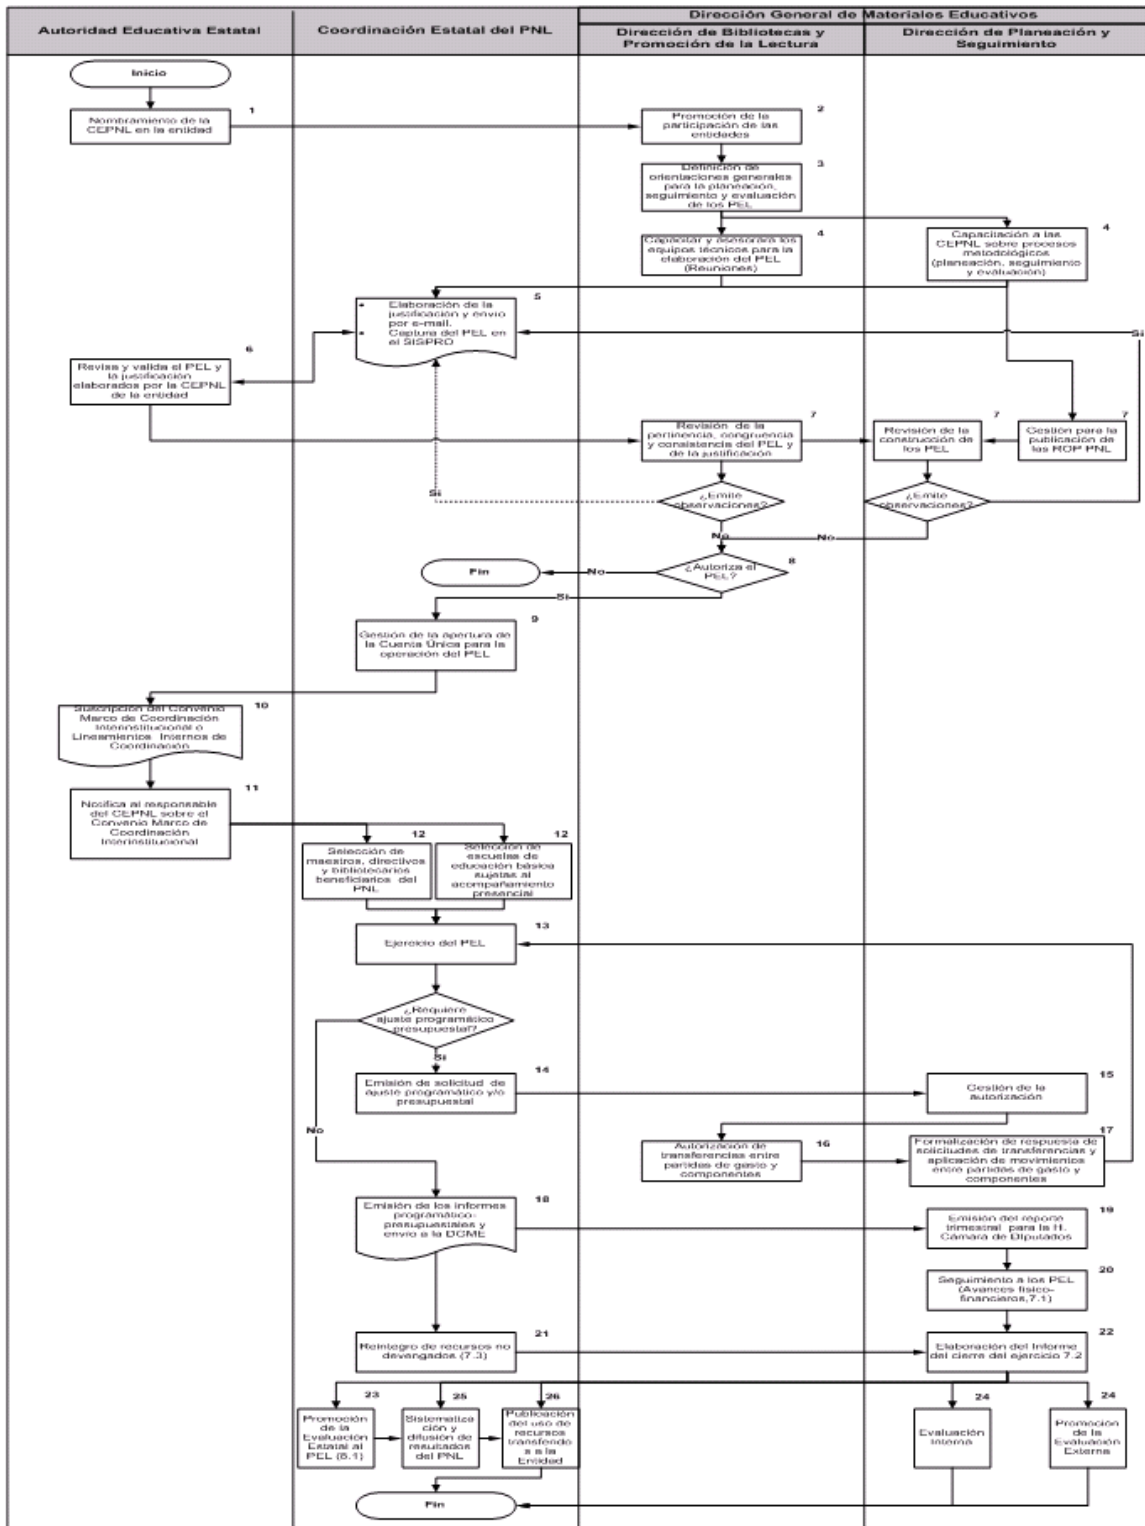 Autoridad Educativa Estatal
Coordinación Estatal del PNL
Dirección General de Materiales Educativos
Dirección de Bibliotecas y
Promoción de la Lectura
Dirección de Planeación y
Seguimiento
Inicio
1
Nombramiento de la
CEPNL en la entidad
2
Promoción de la
participación de las
entidades
3
Definición de
orientaciones generales
para la planeación,
seguimiento y evaluación
de los PEL
4
Capacitar y asesorara los
equipos técnicos para la
elaboración del PEL
(Reuniones)
4
Capacitación a las
CEPNL sobre procesos
metodológicos
(planeación, seguimiento
y evaluación)
5
• Elaboración de la
justificación y envío
por e-mail.
• Captura del PEL en
el SISPRO
Si
6
Revisa y valida el PEL y
la justificación
elaborados por la CEPNL
de la entidad
7
Revisión de la
pertinencia, congruencia
y consistencia del PEL y
de la justificación
7
Revisión de la
construcción de
los PEL
7
Gestión para la
publicación de
las ROP PNL
Si
¿Emite
observaciones?
¿Emite
observaciones?
No
No
8
¿Autoriza el
PEL?
No
Fin
Si
9
Gestión de la apertura de
la Cuenta Única para la
operación del PEL
10
Suscripción del Convenio
Marco de Coordinación
Interinstitucional o
Lineamientos Internos de
Coordinación
11
Notifica al responsable
del CEPNL sobre el
Convenio Marco de
Coordinación
Interinstitucional
12
Selección de
maestros, directivos
y bibliotecarios
beneficiarios del
PNL
12
Selección de
escuelas de
educación básica
sujetas al
acompañamiento
presencial
13
Ejercicio del PEL
¿Requiere
ajuste programático
presupuestal?
Si
No
14
Emisión de solicitud de
ajuste programático y/o
presupuestal
15
Gestión de la
autorización
16
Autorización de
transferencias entre
partidas de gasto y
componentes
17
Formalización de respuesta de
solicitudes de transferencias y
aplicación de movimientos
entre partidas de gasto y
componentes
18
Emisión de los informes
programático-
presupuestales y
envío a la DGME
19
Emisión del reporte
trimestral para la H.
Cámara de Diputados
20
Seguimiento a los PEL
(Avances físico-
financieros,7.1)
21
Reintegro de recursos no
devengados (7.3)
22
Elaboración del Informe
del cierre del ejercicio 7.2
23
Promoción
de la
Evaluación
Estatal al
PEL (8.1)
25
Sistematiza
ción y
difusión de
resultados
del PNL
26
Publicación
del uso de
recursos
transferido
s a la
Entidad
24
Evaluación
Interna
24
Promoción
de la
Evaluación
Externa
Fin